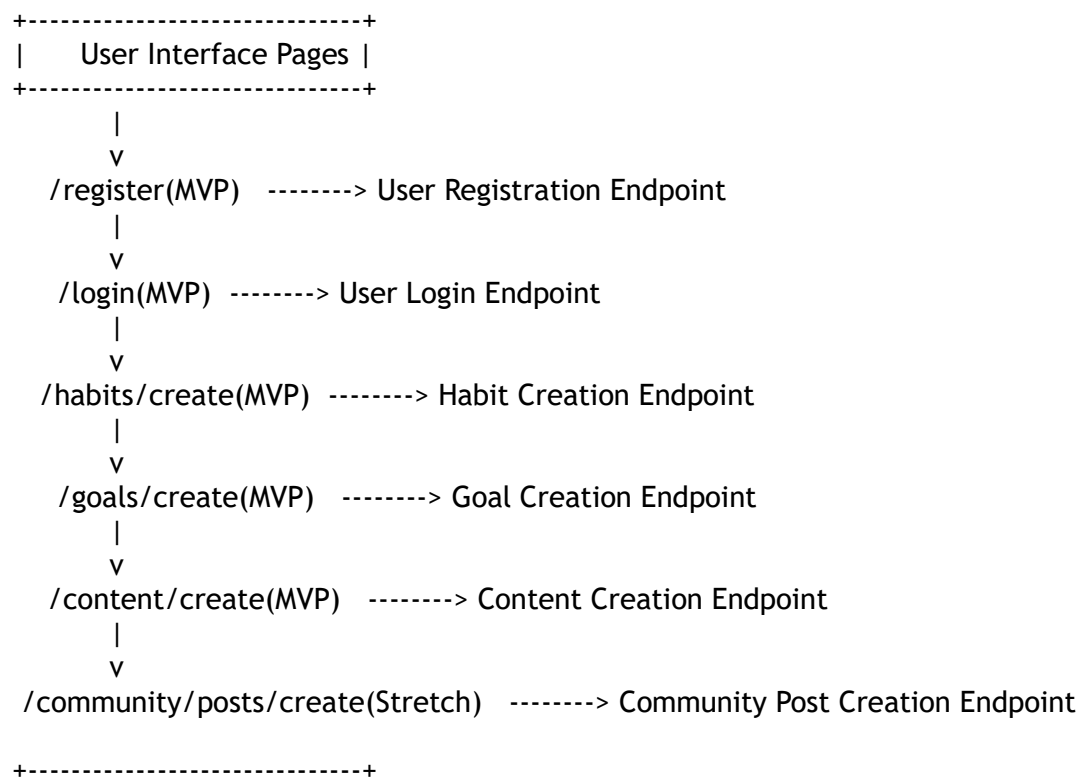 +-------------------------------+
|      User Interface Pages |
+-------------------------------+
|
v
/register(MVP)   --------> User Registration Endpoint
|
v
/login(MVP)  --------> User Login Endpoint
|
v
/habits/create(MVP)  --------> Habit Creation Endpoint
|
v
/goals/create(MVP)   --------> Goal Creation Endpoint
|
v
/content/create(MVP)   --------> Content Creation Endpoint
|
v
/community/posts/create(Stretch)   --------> Community Post Creation Endpoint
+-------------------------------+